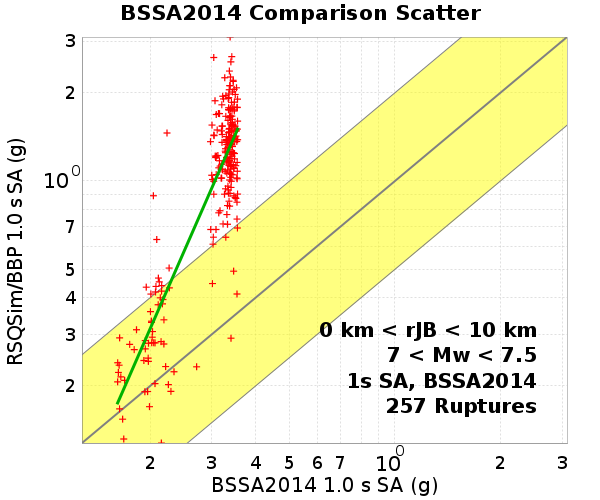 BSSA2014 Comparison Scatter
3
2
10⁰
7
5
4
3
2
RSQSim/BBP 1.0 s SA (g)
0 km < rJB < 10 km
7 < Mw < 7.5
1s SA, BSSA2014
257 Ruptures
2 3 4 5 6 7 10⁰ 2 3
BSSA2014 1.0 s SA (g)